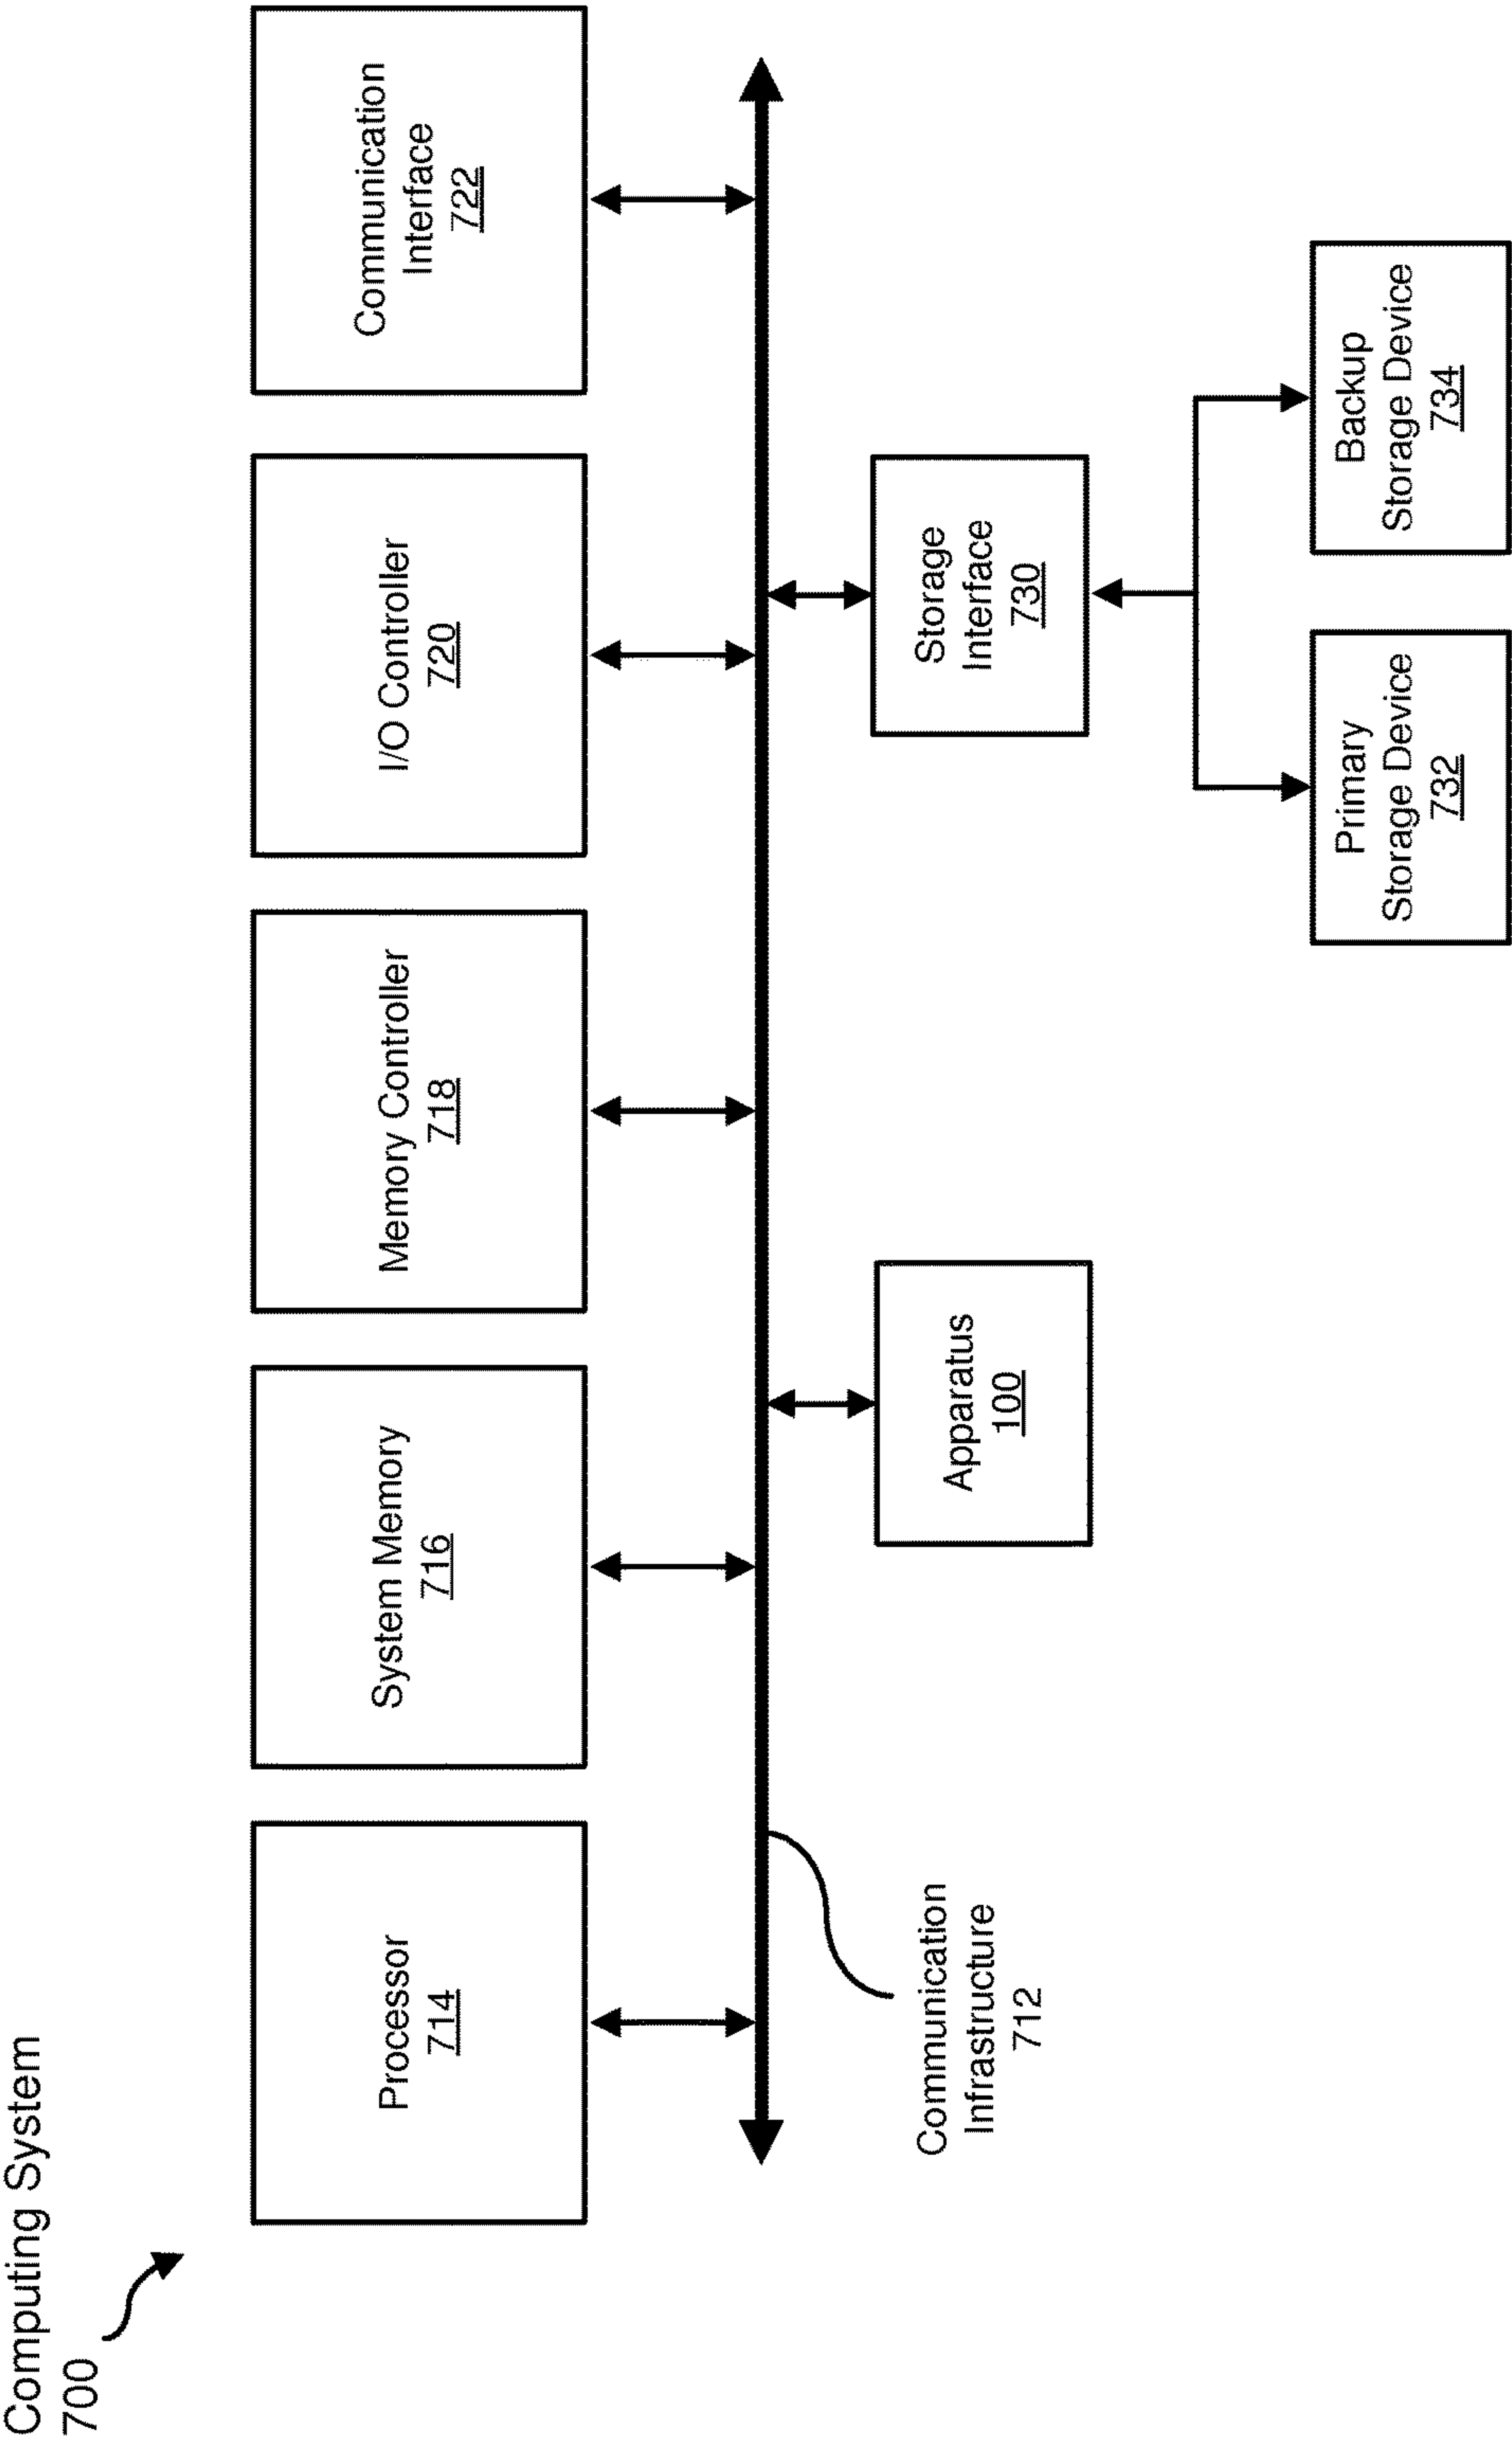 Computing System
700
Processor
714
System Memory
716
Memory Controller
718
I/O Controller
720
Communication
Interface
722
Communication
Infrastructure
712
Apparatus
100
Storage
Interface
730
Primary
Storage Device
732
Backup
Storage Device
734